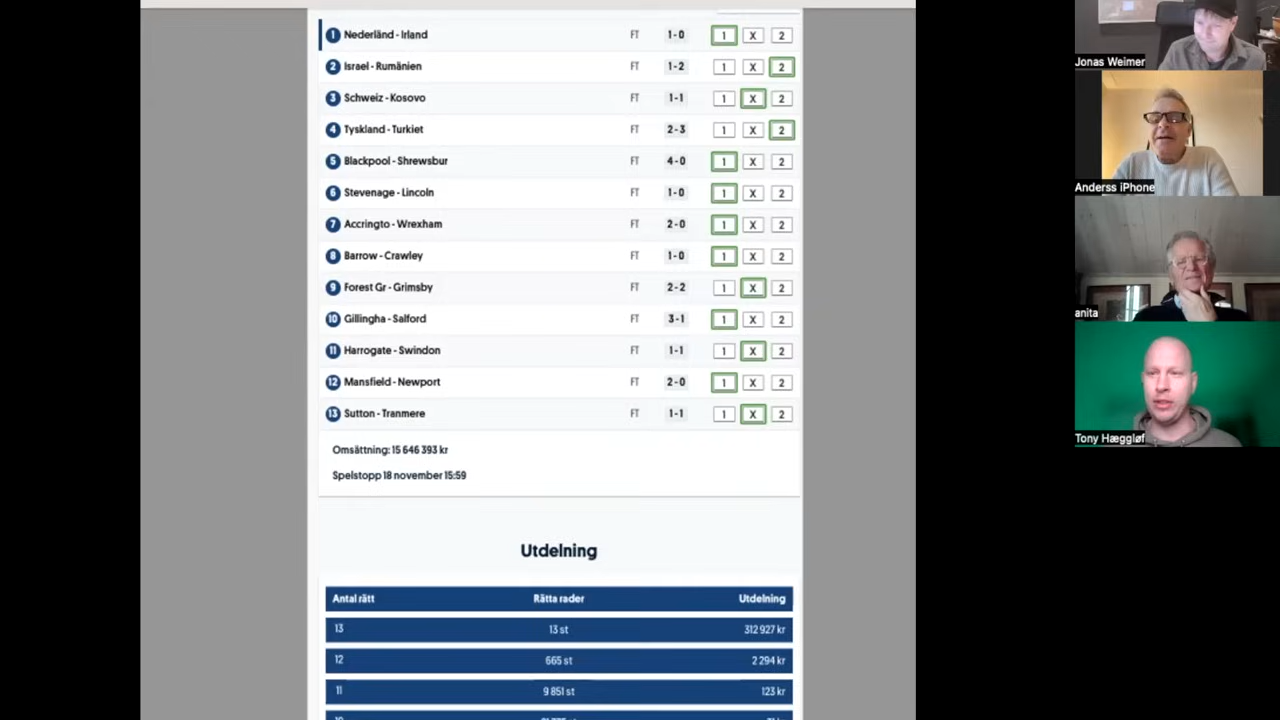 1 Nederländ - Irland FT 1 - 0 1 X 2
2 Israel - Rumänien FT 1 - 2 1 X 2
3 Schweiz - Kosovo FT 1 - 1 1 X 2
4 Tyskland - Turkiet FT 2 - 3 1 X 2
5 Blackpool - Shrewsbur FT 4 - 0 1 X 2
6 Stevenage - Lincoln FT 1 - 0 1 X 2
7 Accringto - Wrexham FT 2 - 0 1 X 2
8 Barrow - Crawley FT 1 - 0 1 X 2
9 Forest Gr - Grimsby FT 2 - 2 1 X 2
10 Gillingha - Salford FT 3 - 1 1 X 2
11 Harrogate - Swindon FT 1 - 1 1 X 2
12 Mansfield - Newport FT 2 - 0 1 X 2
13 Sutton - Tranmere FT 1 - 1 1 X 2
Omsättning: 15 646 393 kr
Spelstopp 18 november 15:59
Utdelning
Antal rätt Rätta rader Utdelning
13 13 st 312 927 kr
12 665 st 2 294 kr
11 9 851 st 123 kr
Jonas Weimer
Anderss iPhone
anita
Tony Hæggløf